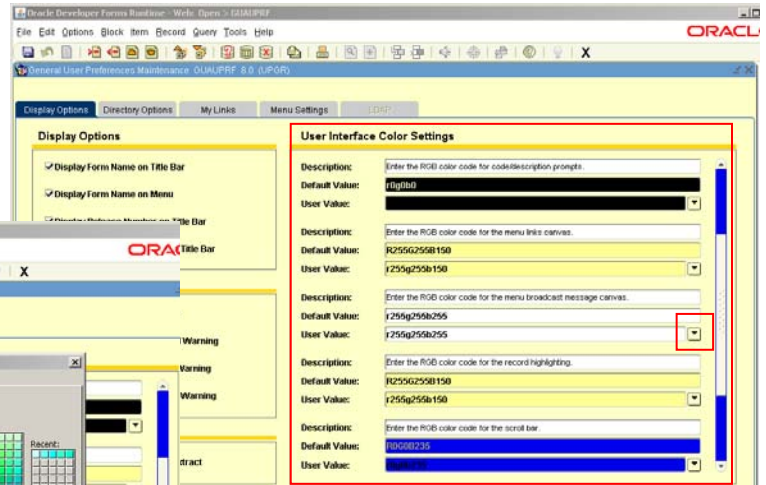 Oracle Developer Forms Runtime - Web: Open > GUAUPRF
File Edit Options Block Item Record Query Tools Help
ORACL
X
General User Preferences Maintenance GUAUPRF 8.0 (UPGR)
Display Options Directory Options My Links Menu Settings
Display Options
Display Form Name on Title Bar
Display Form Name on Menu
Display Release Number on Title Bar
Title Bar
Warning
Warning
Warning
tract
User Interface Color Settings
Description: Enter the RGB color code for code/description prompts.
Default Value: r0g0b0
User Value:
Description: Enter the RGB color code for the menu links canvas.
Default Value: R255G255B150
User Value: r255g255b150
Description: Enter the RGB color code for the menu broadcast message canvas.
Default Value: r255g255b255
User Value: r255g255b255
Description: Enter the RGB color code for the record highlighting.
Default Value: R255G255B150
User Value: r255g255b150
Description: Enter the RGB color code for the scroll bar.
Default Value: R0G0B235
User Value:
ORAC
X
Recent: